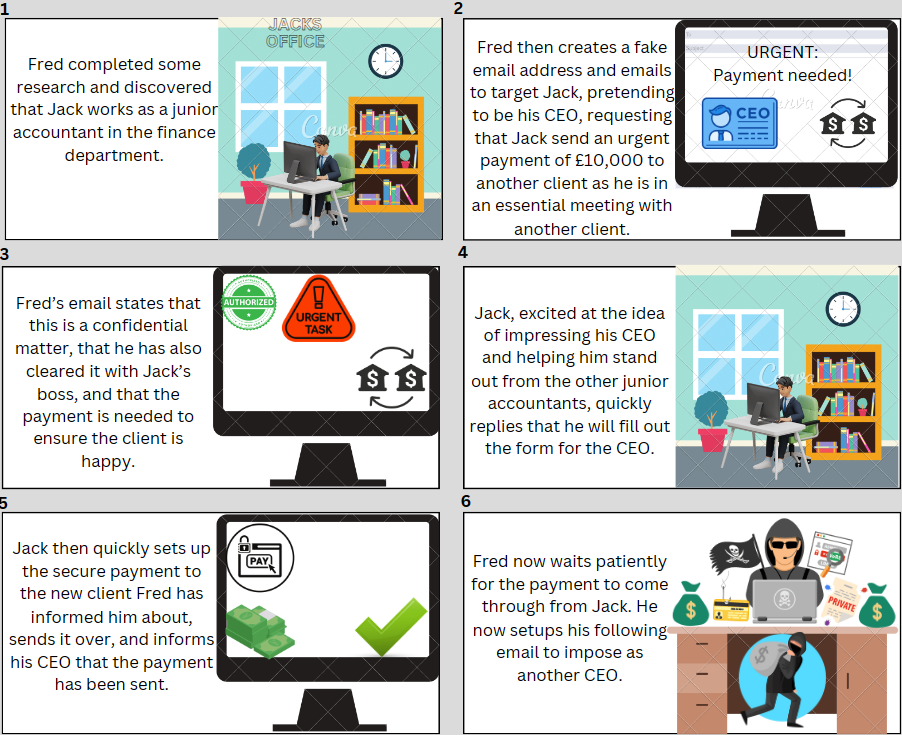 1
JACKS
OFFICE
Fred completed some
research and discovered
that Jack works as a junior
accountant in the finance
department.
Canva
2
Fred then creates a fake
email address and emails
to target Jack, pretending
to be his CEO, requesting
that Jack send an urgent
payment of £10,000 to
another client as he is in
an essential meeting with
another client.
To
Subject
URGENT:
Payment needed!
Canva
CEO
$ $
3
Fred’s email states that
this is a confidential
matter, that he has also
cleared it with Jack’s
boss, and that the
payment is needed to
ensure the client is
happy.
AUTHORIZED
!
URGENT
TASK
$ $
4
Jack, excited at the idea
of impressing his CEO
and helping him stand
out from the other junior
accountants, quickly
replies that he will fill out
the form for the CEO.
Canva
5
Jack then quickly sets up
the secure payment to
the new client Fred has
informed him about,
sends it over, and informs
his CEO that the payment
has been sent.
PAY
6
Fred now waits patiently
for the payment to come
through from Jack. He
now setups his following
email to impose as
another CEO.
$
PRIVATE
$
$